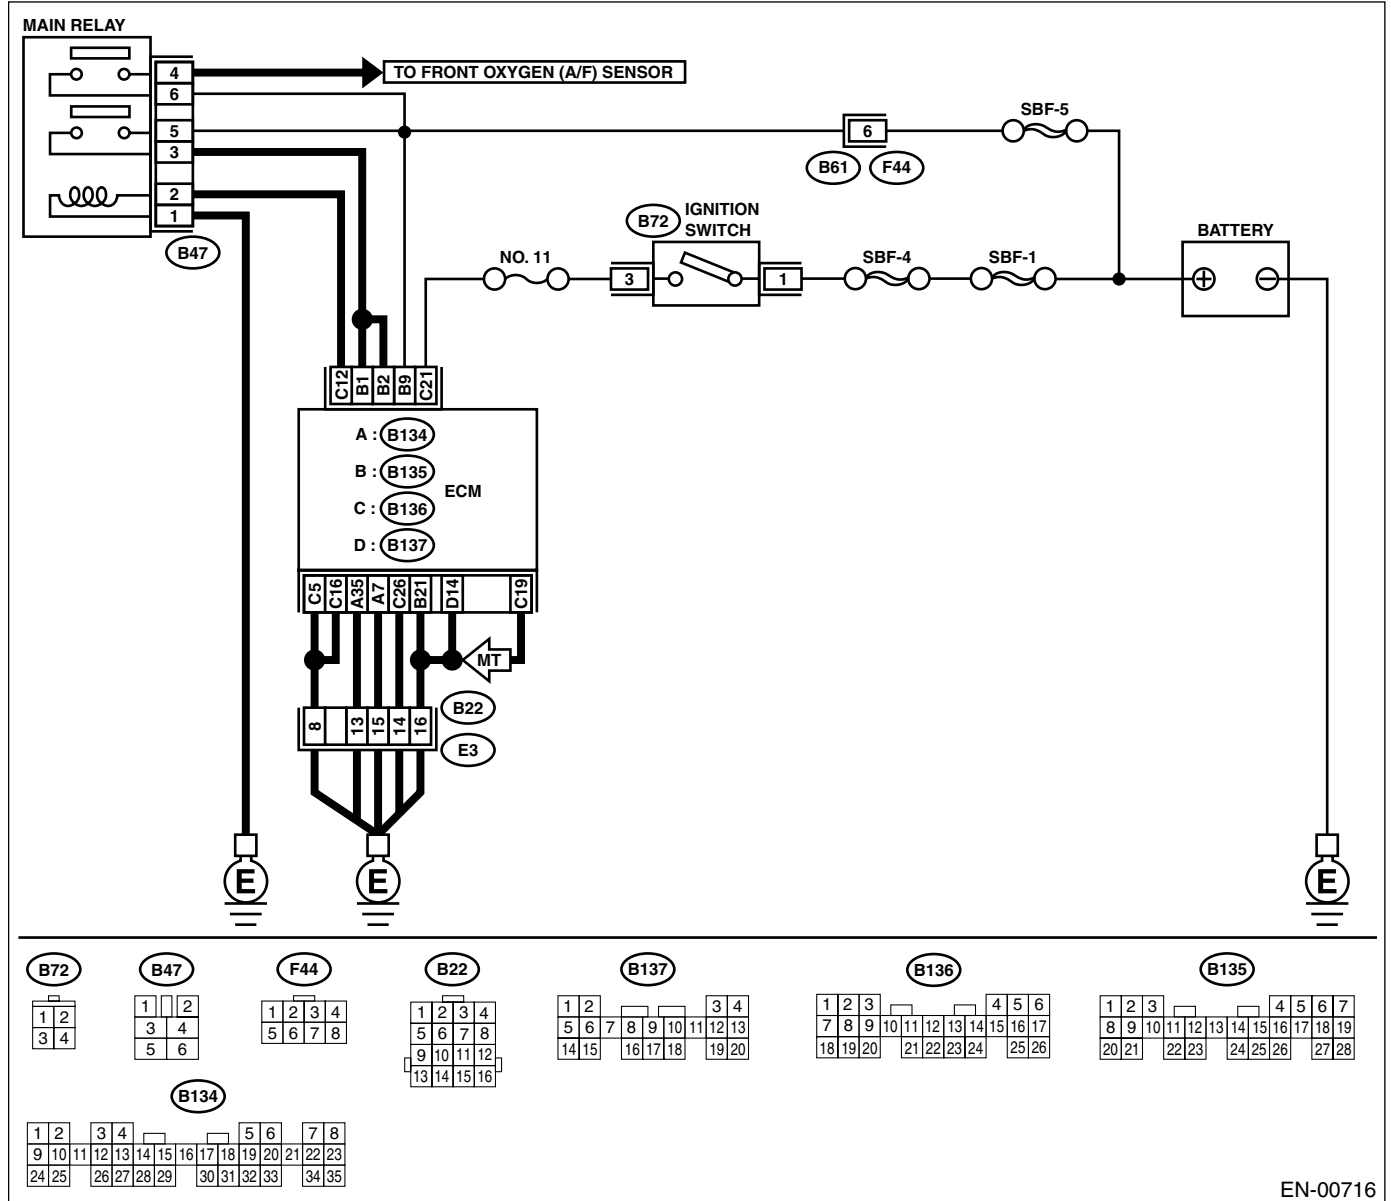 MAIN RELAY
4
TO FRONT OXYGEN (A/F) SENSOR
6
5
3
2
1
B47
SBF-5
6
B61 F44
B72
IGNITION
SWITCH
NO. 11
3
1
SBF-4
SBF-1
BATTERY
C12 B1 B2 B9 C21
A : B134
B : B135
C : B136
D : B137
ECM
C5 C16 A35 A7 C26 B21 D14 C19
MT
B22
8 13 15 14 16
E3
E E E
B72
1 2
3 4
B47
1 2
3 4
5 6
F44
1 2 3 4
5 6 7 8
B22
1 2 3 4
5 6 7 8
9 10 11 12
13 14 15 16
B137
1 2 3 4
5 6 7 8 9 10 11 12 13
14 15 16 17 18 19 20
B136
1 2 3 4 5 6
7 8 9 10 11 12 13 14 15 16 17
18 19 20 21 22 23 24 25 26
B135
1 2 3 4 5 6 7
8 9 10 11 12 13 14 15 16 17 18 19
20 21 22 23 24 25 26 27 28
B134
1 2 3 4 5 6 7 8
9 10 11 12 13 14 15 16 17 18 19 20 21 22 23
24 25 26 27 28 29 30 31 32 33 34 35
EN-00716